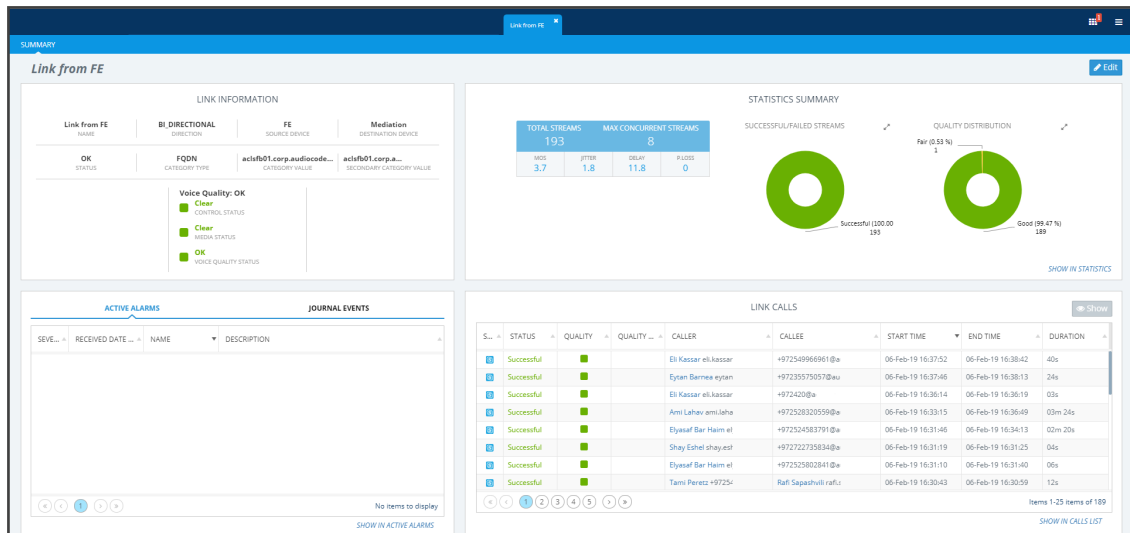 Link from FE
1
SUMMARY
Link from FE
Edit
LINK INFORMATION
Link from FE BI_DIRECTIONAL FE Mediation
NAME DIRECTION SOURCE DEVICE DESTINATION DEVICE
OK FQDN aclsfb01.corp.audiocode... aclsfb01.corp.a...
STATUS CATEGORY TYPE CATEGORY VALUE SECONDARY CATEGORY VALUE
Voice Quality: OK
Clear
CONTROL STATUS
Clear
MEDIA STATUS
OK
VOICE QUALITY STATUS
STATISTICS SUMMARY
TOTAL STREAMS MAX CONCURRENT STREAMS
193 8
MOS JITTER DELAY P.LOSS
3.7 1.8 11.8 0
SUCCESSFUL/FAILED STREAMS
Successful (100.00
193
QUALITY DISTRIBUTION
Fair (0.53 %)
1
Good (99.47 %)
189
SHOW IN STATISTICS
ACTIVE ALARMS JOURNAL EVENTS
SEVE... RECEIVED DATE ... NAME DESCRIPTION
1 No items to display
SHOW IN ACTIVE ALARMS
LINK CALLS
Show
S... STATUS QUALITY QUALITY ... CALLER CALLEE START TIME END TIME DURATION
Successful Eli Kassar eli.kassar +972549966961@a 06-Feb-19 16:37:52 06-Feb-19 16:38:42 40s
Successful Eytan Barnea eytan +97235575057@au 06-Feb-19 16:37:46 06-Feb-19 16:38:13 24s
Successful Eli Kassar eli.kassar +972420@a 06-Feb-19 16:36:14 06-Feb-19 16:36:19 03s
Successful Ami Lahav ami.laha +972528320559@a 06-Feb-19 16:33:15 06-Feb-19 16:36:49 03m 24s
Successful Elyasaf Bar Haim el +972524583791@a 06-Feb-19 16:31:46 06-Feb-19 16:34:13 02m 20s
Successful Shay Eshel shay.esh +972722735834@a 06-Feb-19 16:31:19 06-Feb-19 16:31:25 04s
Successful Elyasaf Bar Haim el +972525802841@a 06-Feb-19 16:31:10 06-Feb-19 16:31:40 06s
Successful Tami Peretz +97254 Rafi Sapashvili rafi.s 06-Feb-19 16:30:43 06-Feb-19 16:30:59 12s
1 2 3 4 5 Items 1-25 items of 189
SHOW IN CALLS LIST